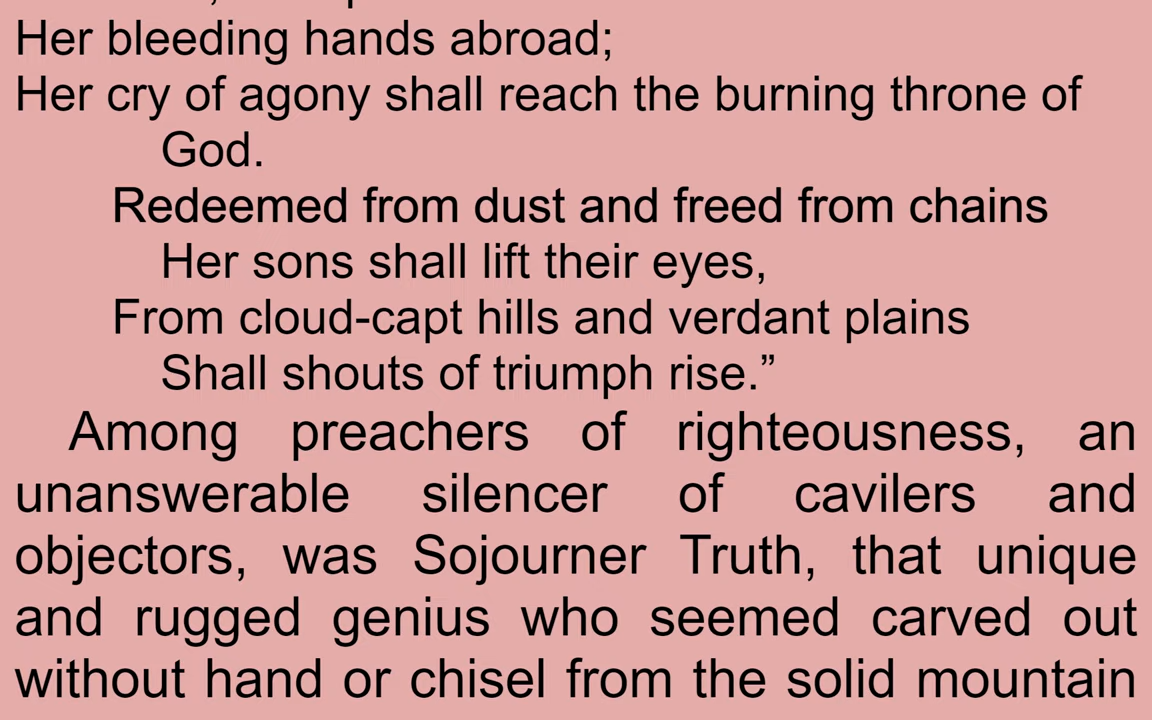 Her bleeding hands abroad;
Her cry of agony shall reach the burning throne of
God.
Redeemed from dust and freed from chains
Her sons shall lift their eyes,
From cloud-capt hills and verdant plains
Shall shouts of triumph rise.”
Among preachers of righteousness, an
unanswerable silencer of cavilers and
objectors, was Sojourner Truth, that unique
and rugged genius who seemed carved out
without hand or chisel from the solid mountain